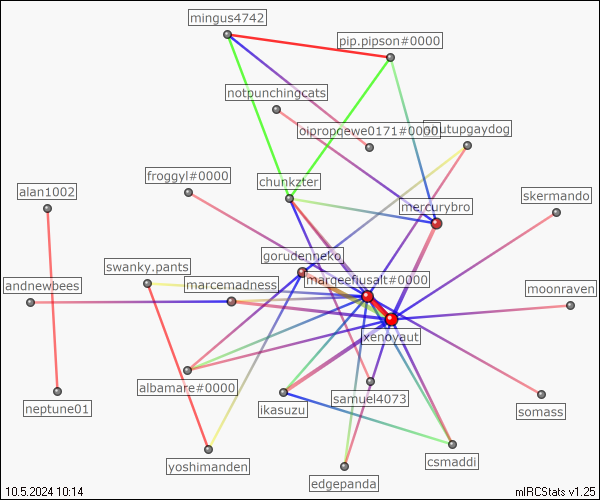 mingus4742
pip.pipson#0000
notpunchingcats
oipropqewe0171#0000
froggyl#0000
chunkzter
alan1002
skermando
mercurybro
gorudenneko
swanky.pants
marqeefiusalt#0000
andnewbees
marcemadness
moonraven
xenoyaut
albamare#0000
samuel4073
neptune01
ikasuzu
somass
yoshimanden
csmaddi
edgepanda
10.5.2024 10:14
mIRCStats v1.25